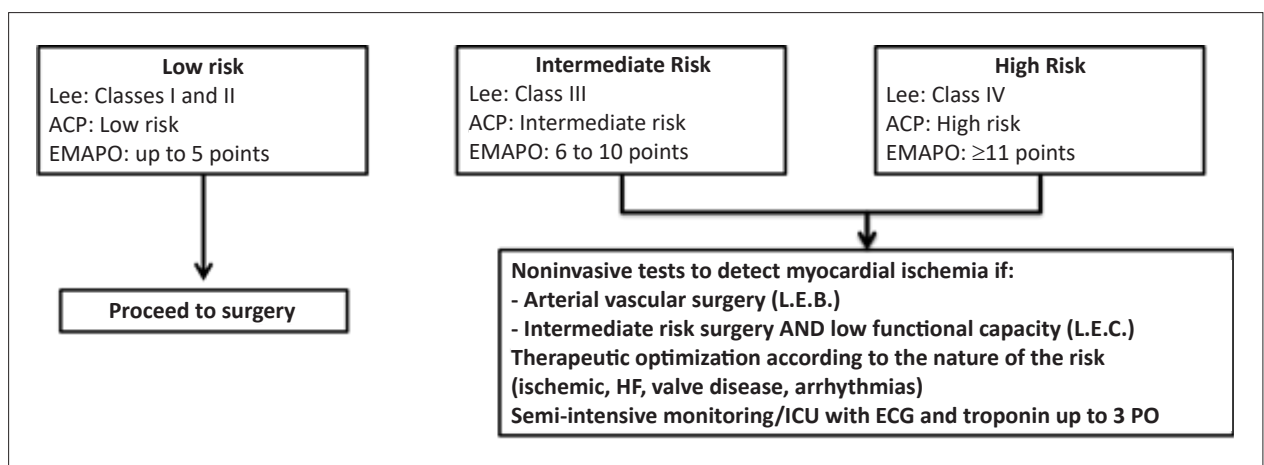 Low risk
Lee: Classes I and II
ACP: Low risk
EMAPO: up to 5 points
Intermediate Risk
Lee: Class III
ACP: Intermediate risk
EMAPO: 6 to 10 points
High Risk
Lee: Class IV
ACP: High risk
EMAPO: ≥11 points
Proceed to surgery
Noninvasive tests to detect myocardial ischemia if:
- Arterial vascular surgery (L.E.B.)
- Intermediate risk surgery AND low functional capacity (L.E.C.)
Therapeutic optimization according to the nature of the risk
(ischemic, HF, valve disease, arrhythmias)
Semi-intensive monitoring/ICU with ECG and troponin up to 3 PO